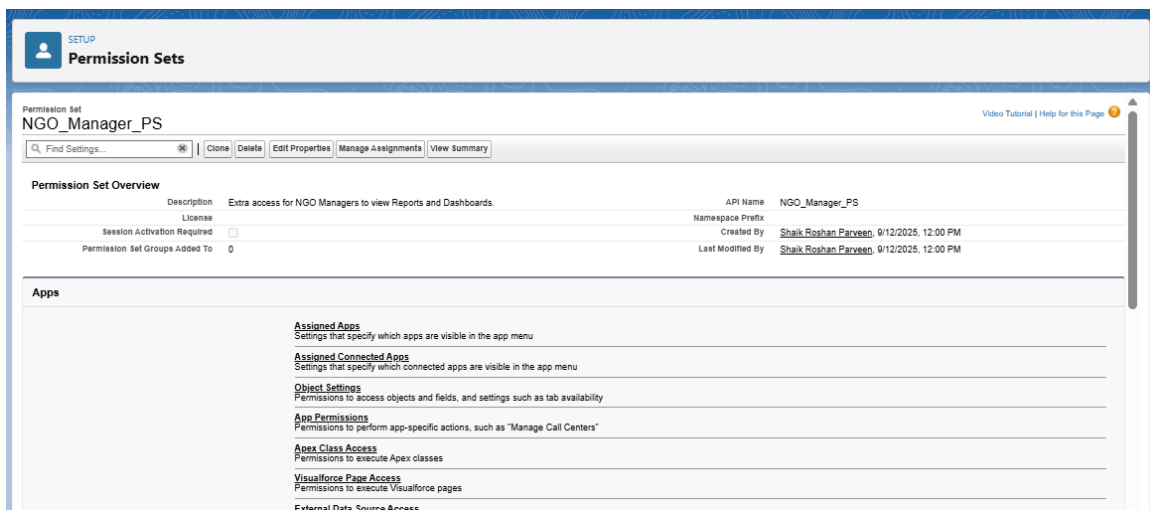 SETUP
Permission Sets
Permission Set
NGO_Manager_PS
Video Tutorial | Help for this Page
Find Settings...
Clone Delete Edit Properties Manage Assignments View Summary
Permission Set Overview
Description Extra access for NGO Managers to view Reports and Dashboards. API Name NGO_Manager_PS
License Namespace Prefix
Session Activation Required Created By Shaik Roshan Parveen, 9/12/2025, 12:00 PM
Permission Set Groups Added To 0 Last Modified By Shaik Roshan Parveen, 9/12/2025, 12:00 PM
Apps
Assigned Apps
Settings that specify which apps are visible in the app menu
Assigned Connected Apps
Settings that specify which connected apps are visible in the app menu
Object Settings
Permissions to access objects and fields, and settings such as tab availability
App Permissions
Permissions to perform app-specific actions, such as "Manage Call Centers"
Apex Class Access
Permissions to execute Apex classes
Visualforce Page Access
Permissions to execute Visualforce pages
External Data Source Access